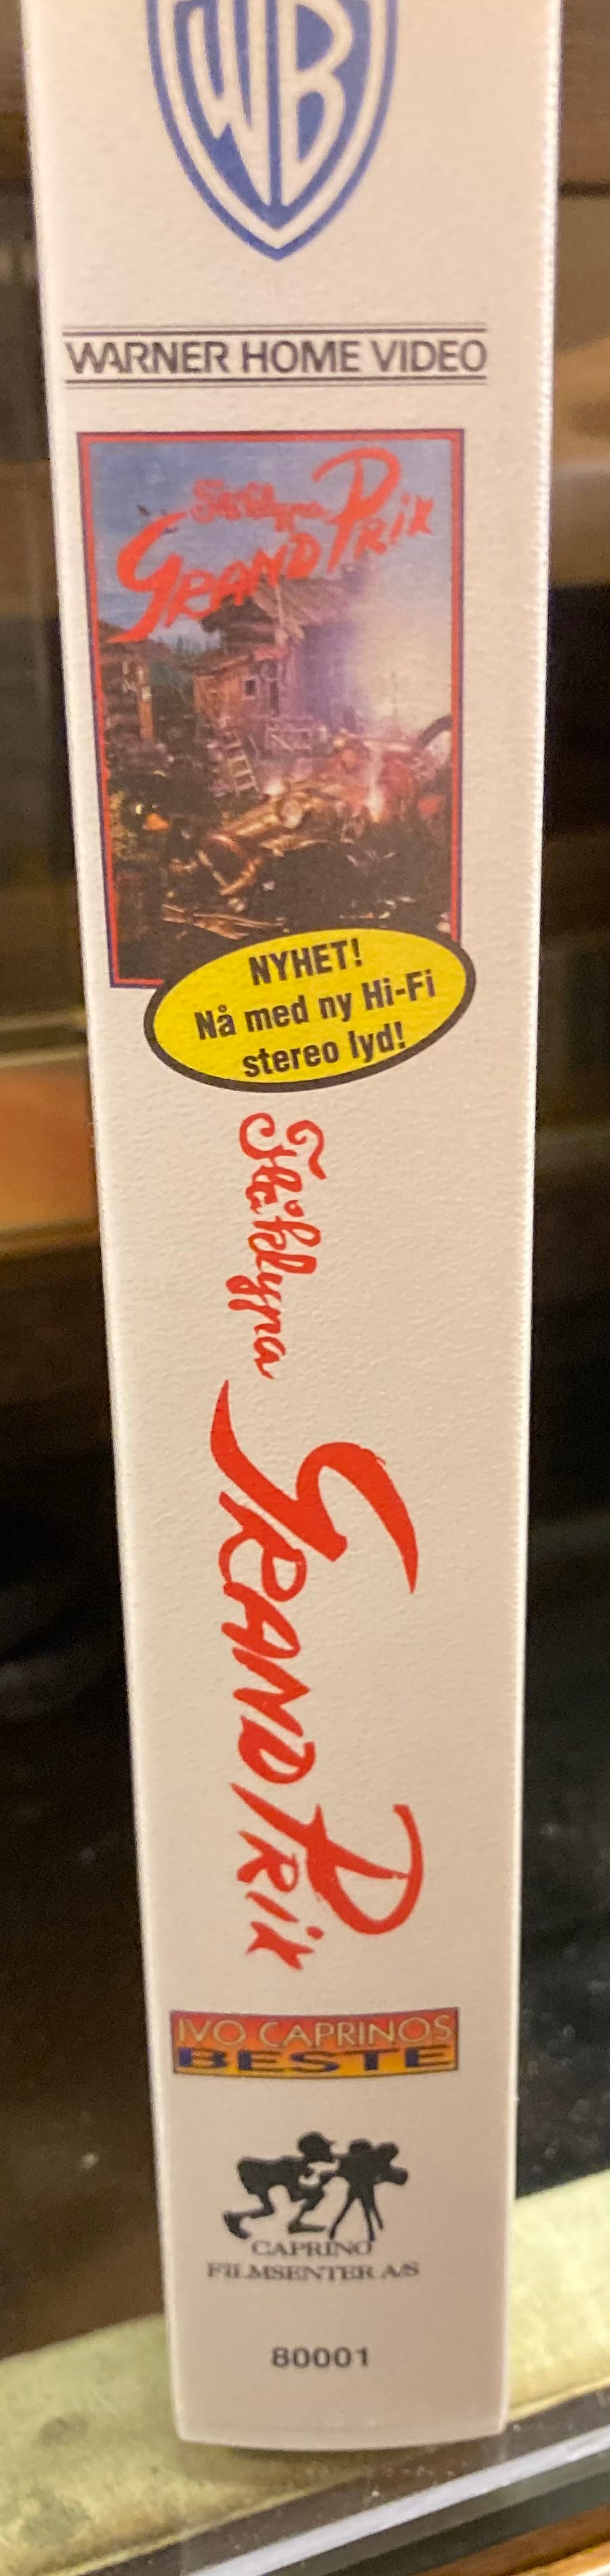 WB
WARNER HOME VIDEO
GRAND PRIX
NYHET!
Nå med ny Hi-Fi
stereo lyd!
Flåklypa
GRAND PRIX
IVO CAPRINOS
BESTE
CAPRINO
FILMSENTER A/S
80001